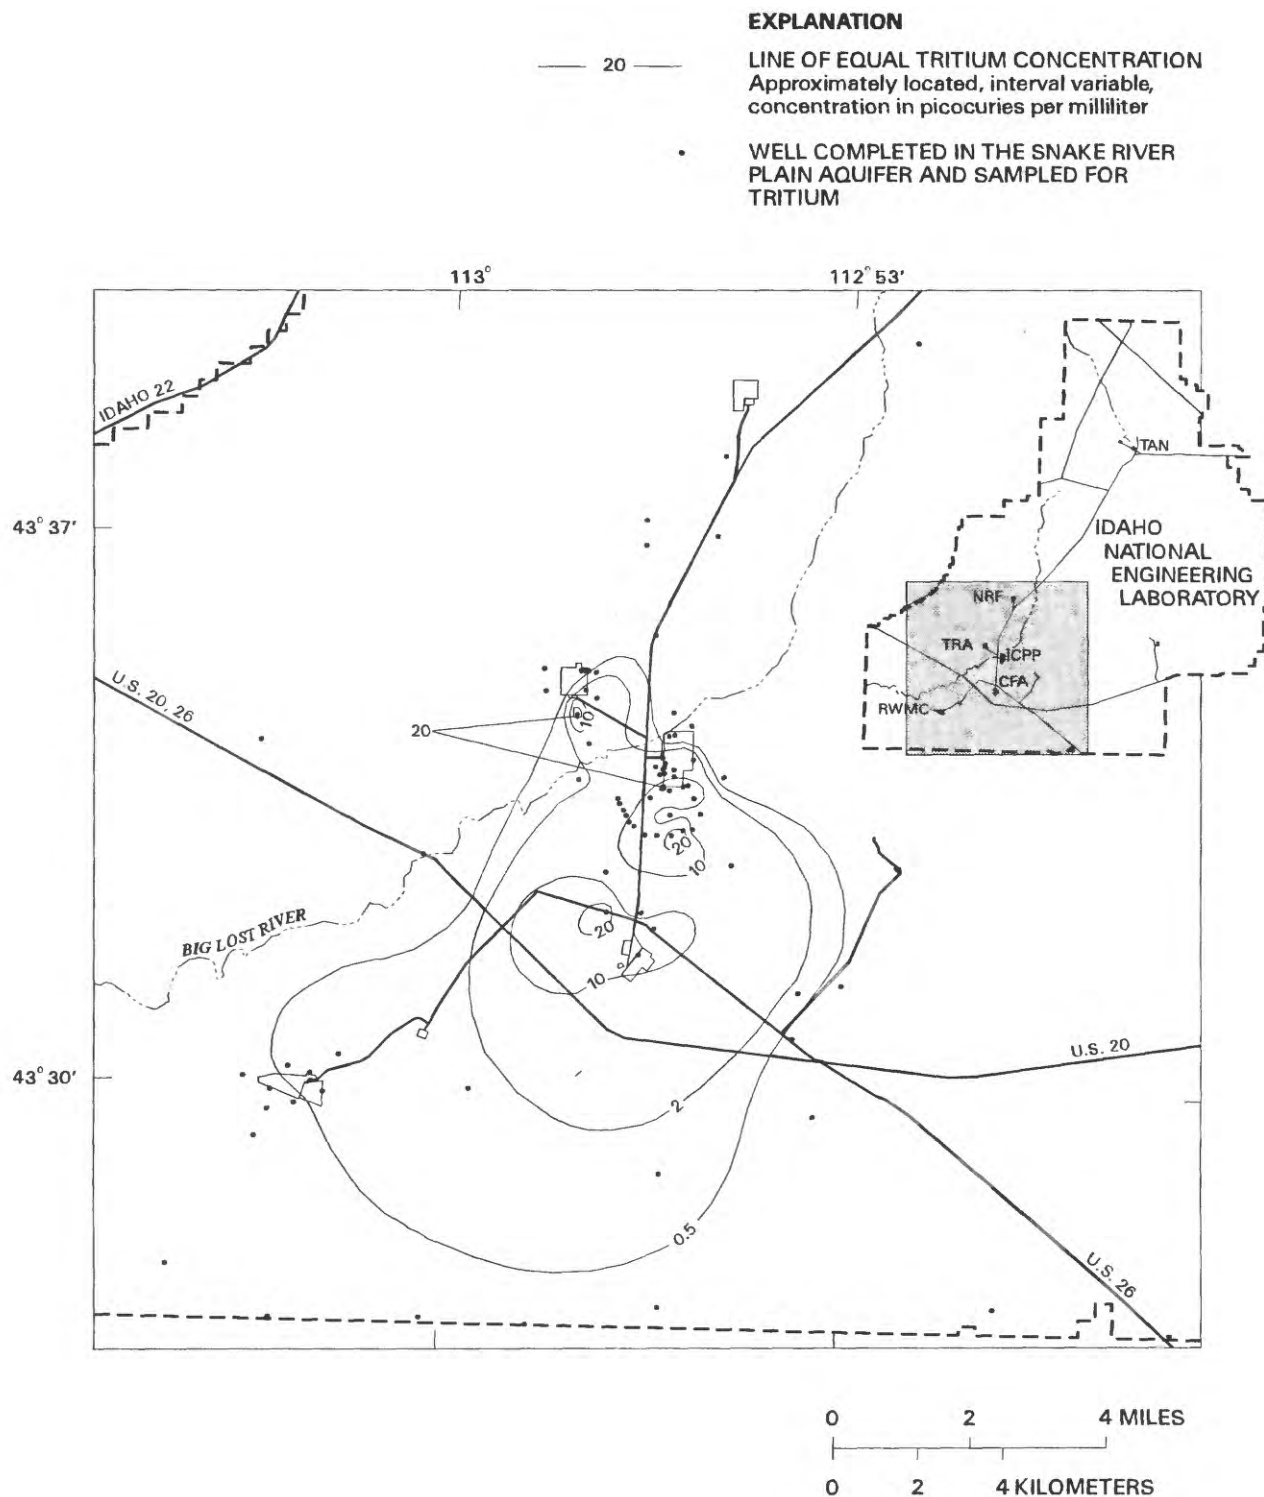 EXPLANATION
20
LINE OF EQUAL TRITIUM CONCENTRATION
Approximately located, interval variable,
concentration in picocuries per milliliter
WELL COMPLETED IN THE SNAKE RIVER
PLAIN AQUIFER AND SAMPLED FOR
TRITIUM
113°
112° 53'
IDAHO 22
TAN
43° 37'
IDAHO
NATIONAL
ENGINEERING
LABORATORY
NRF
TRA
ICPP
CFA
RWMC
U.S. 20, 26
20
10
20
10
BIG LOST RIVER
20
10
43° 30'
U.S. 20
2
0.5
U.S. 26
0 2 4 MILES
0 2 4 KILOMETERS